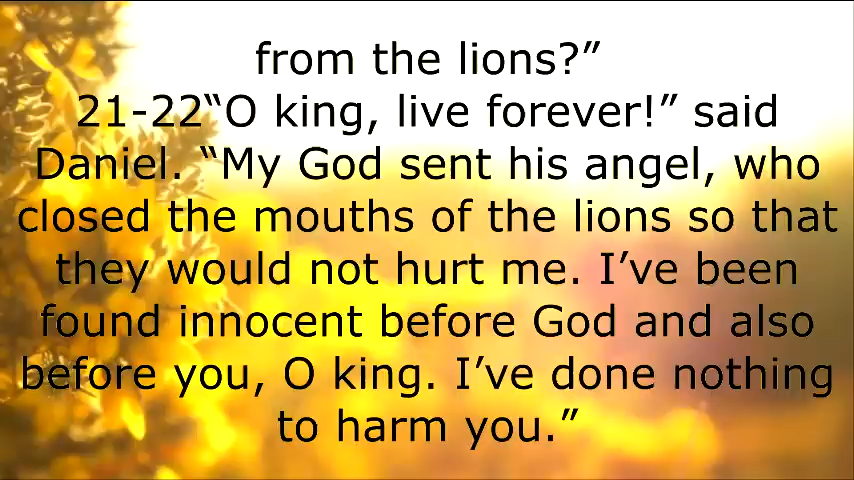 from the lions?”
21-22“O king, live forever!” said
Daniel. “My God sent his angel, who
closed the mouths of the lions so that
they would not hurt me. I’ve been
found innocent before God and also
before you, O king. I’ve done nothing
to harm you.”